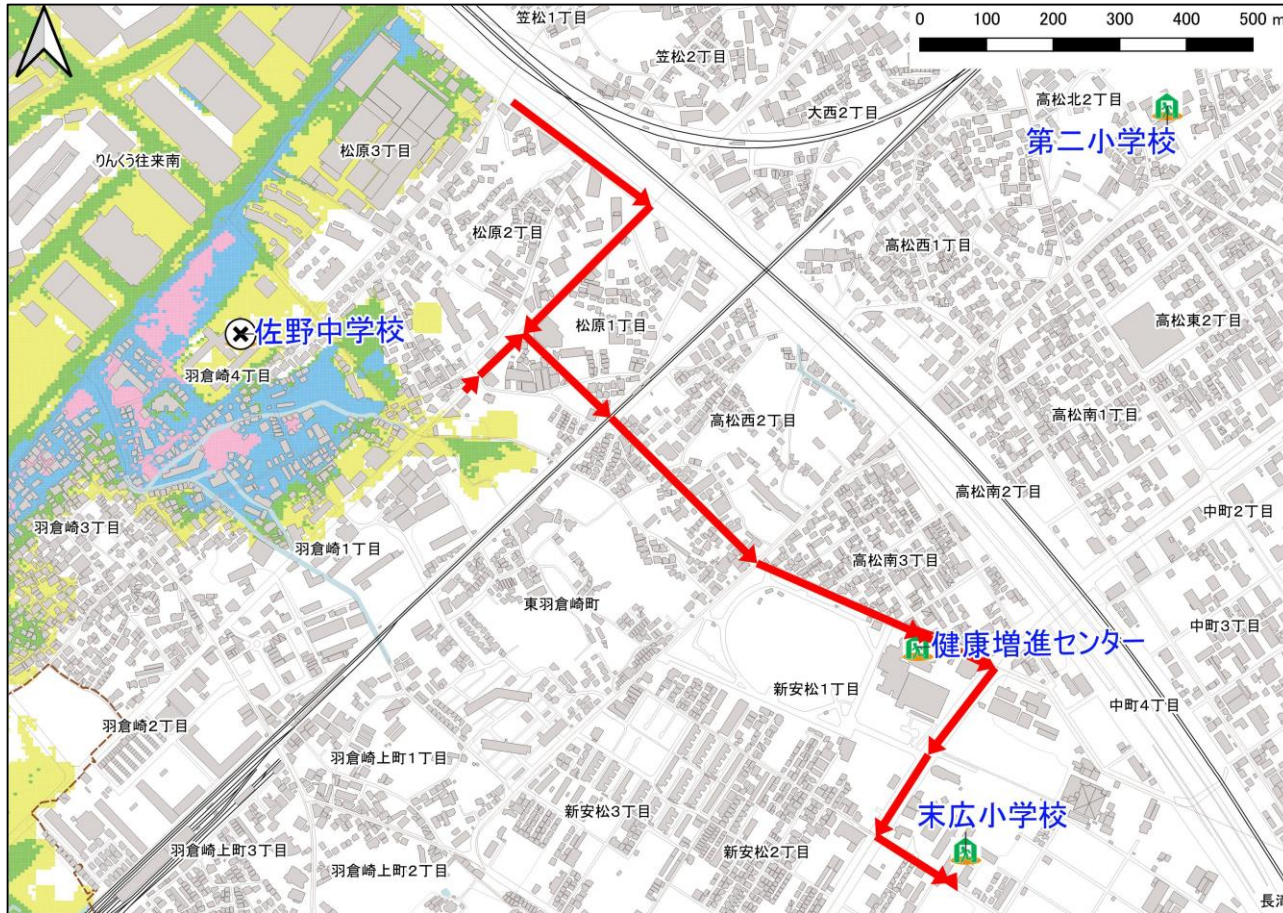 笠松1丁目
0 100 200 300 400 500 m
笠松2丁目
大西2丁目
高松北2丁目
第二小学校
松原3丁目
りんくう往来南
松原2丁目
高松西1丁目
松原1丁目
高松東2丁目
佐野中学校
羽倉崎4丁目
高松西2丁目
高松南1丁目
高松南2丁目
中町2丁目
羽倉崎3丁目
羽倉崎1丁目
高松南3丁目
東羽倉崎町
中町3丁目
健康増進センター
新安松1丁目
中町4丁目
羽倉崎2丁目
羽倉崎上町1丁目
新安松3丁目
末広小学校
羽倉崎上町3丁目
新安松2丁目
羽倉崎上町2丁目